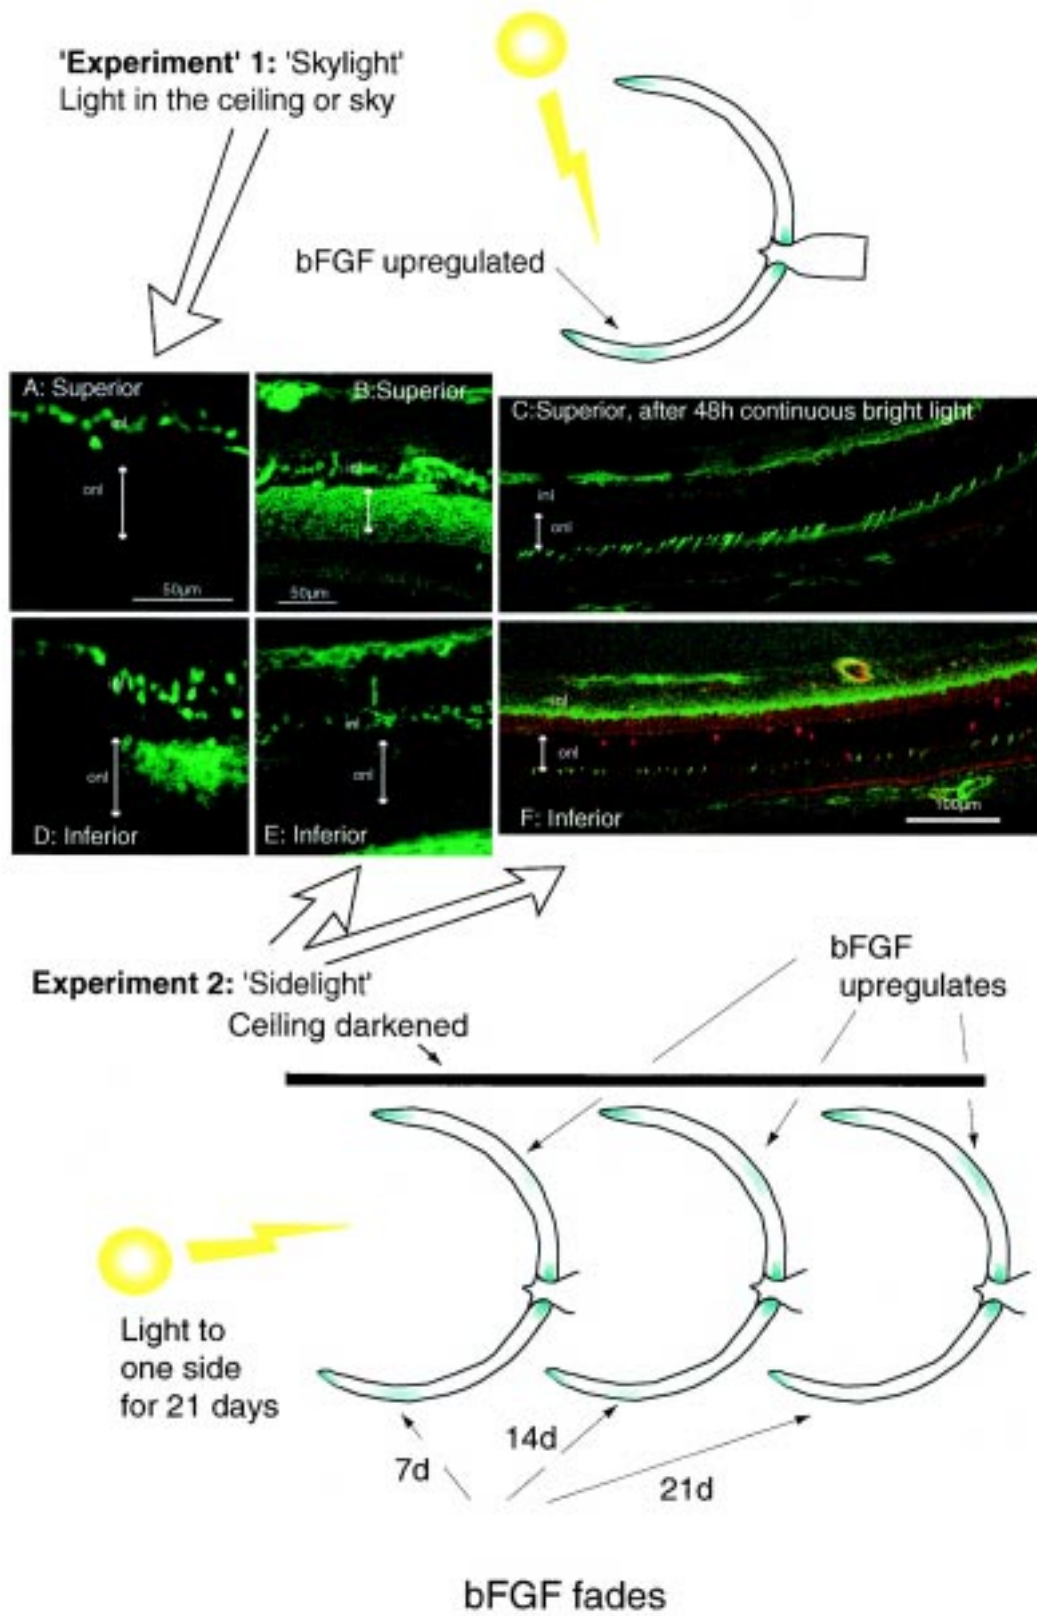 'Experiment' 1: 'Skylight'
Light in the ceiling or sky
bFGF upregulated
A: Superior
inl
onl
50µm
B:Superior
inl
50µm
C:Superior, after 48h continuous bright light
inl
onl
D: Inferior
onl
E: Inferior
inl
onl
F: Inferior
inl
onl
100µm
Experiment 2: 'Sidelight'
Ceiling darkened
bFGF
upregulates
Light to
one side
for 21 days
7d
14d
21d
bFGF fades